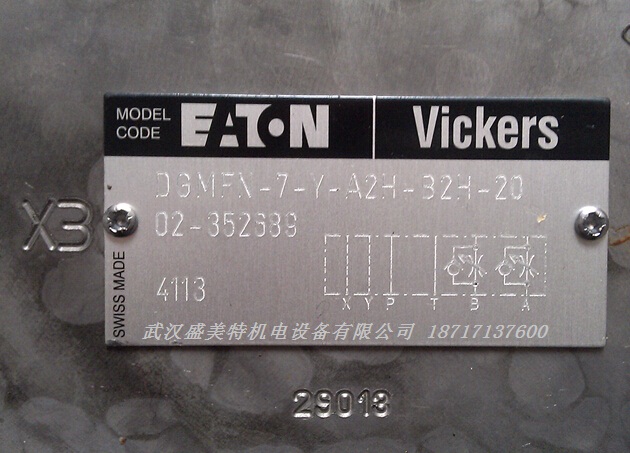 MODEL CODE
EATON
Vickers
DGMFN-7-Y-A2H-B2H-20
02-352689
X3
4113
X Y P T B A
SWISS MADE
武汉盛美特机电设备有限公司 18717137600
29013